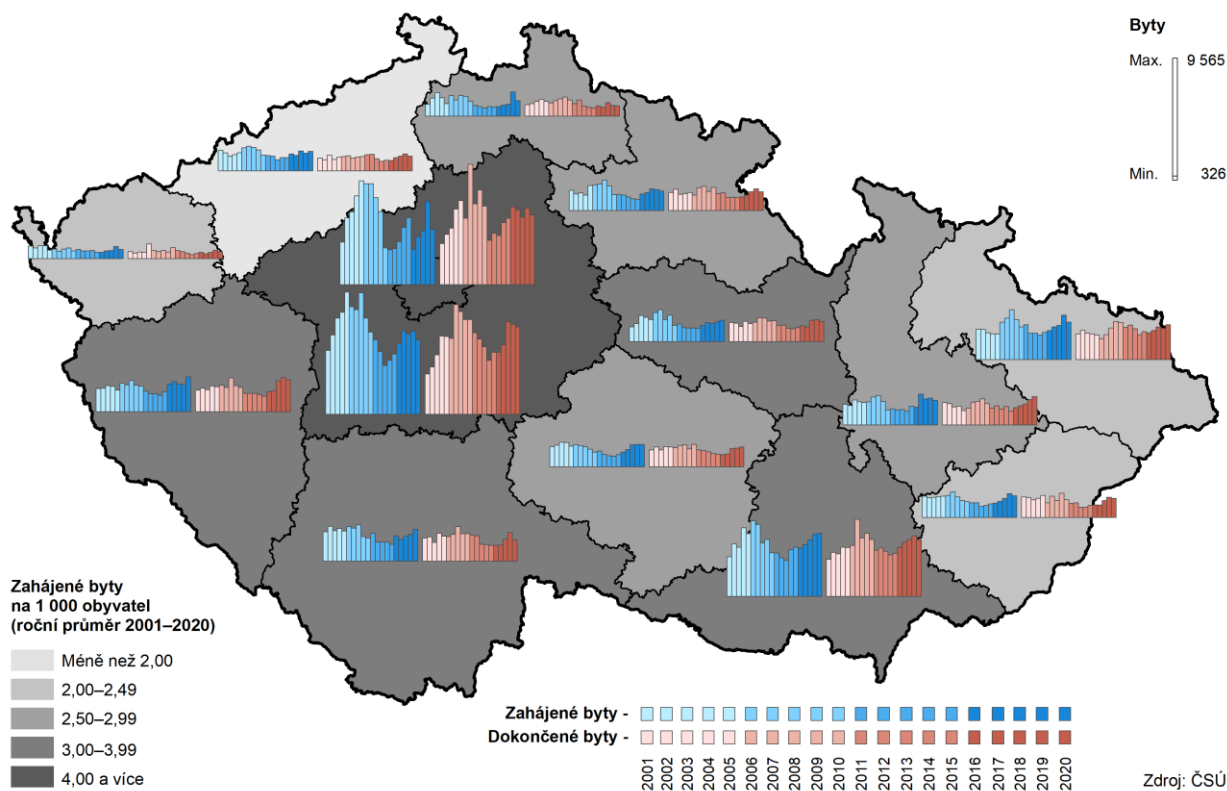 Byty
Max. 9 565
Min. 326
Zahájené byty
na 1 000 obyvatel
(roční průměr 2001–2020)
Méně než 2,00
2,00–2,49
2,50–2,99
3,00–3,99
4,00 a více
Zahájené byty -
Dokončené byty -
2001
2002
2003
2004
2005
2006
2007
2008
2009
2010
2011
2012
2013
2014
2015
2016
2017
2018
2019
2020
Zdroj: ČSÚ